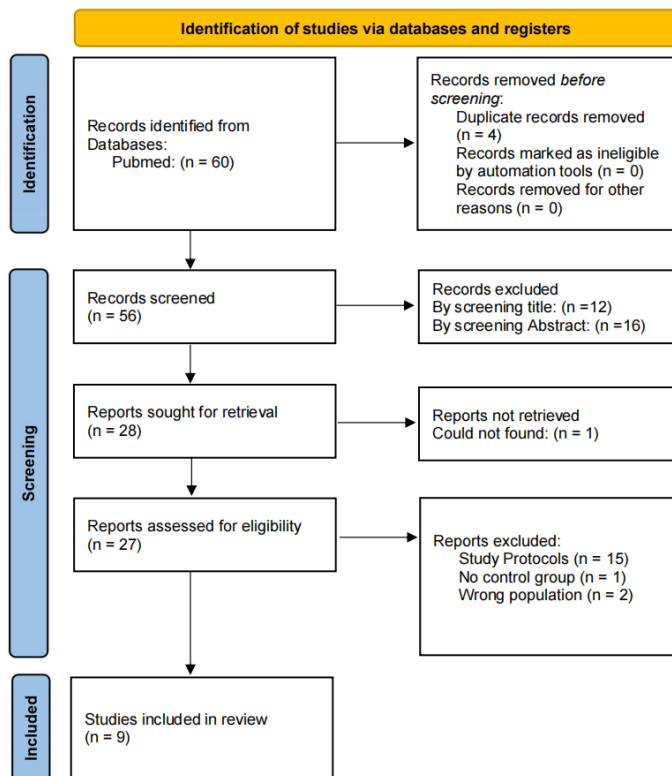 Identification of studies via databases and registers
Identification
Records identified from
Databases:
Pubmed: (n = 60)
Records removed before
screening:
Duplicate records removed
(n = 4)
Records marked as ineligible
by automation tools (n = 0)
Records removed for other
reasons (n = 0)
Screening
Records screened
(n = 56)
Records excluded
By screening title: (n =12)
By screening Abstract: (n =16)
Reports sought for retrieval
(n = 28)
Reports not retrieved
Could not found: (n = 1)
Reports assessed for eligibility
(n = 27)
Reports excluded:
Study Protocols (n = 15)
No control group (n = 1)
Wrong population (n = 2)
Included
Studies included in review
(n = 9)